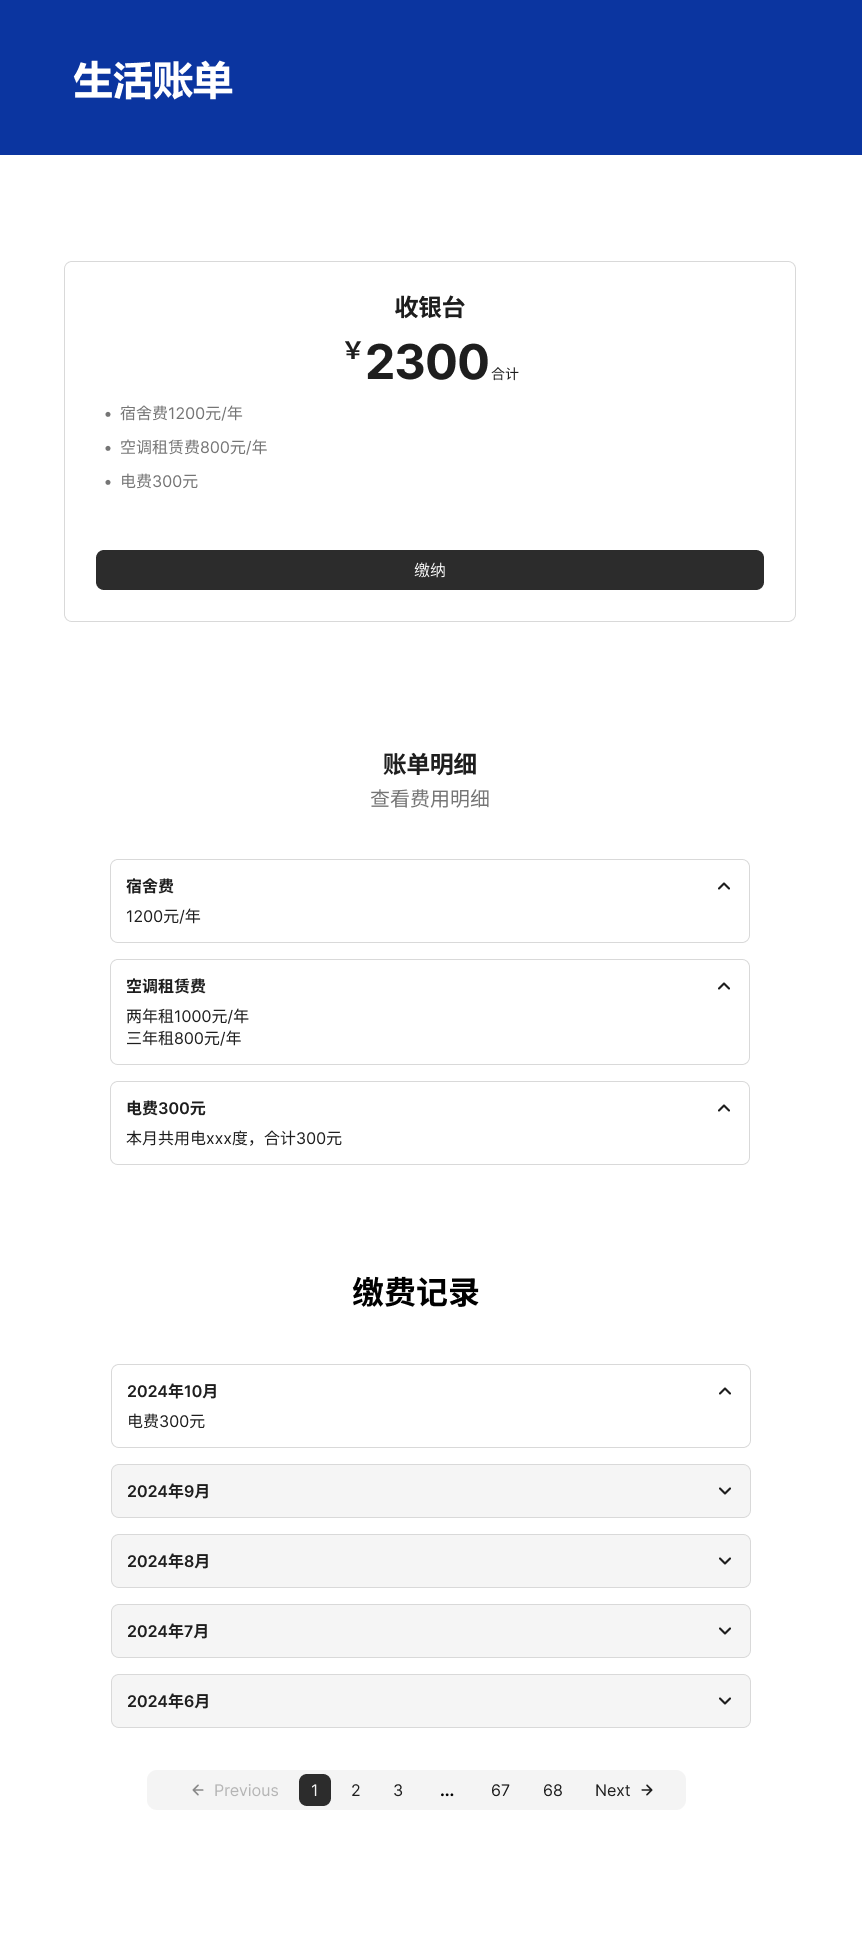 生活账单
收银台
¥2300合计
• 宿舍费1200元/年
• 空调租赁费800元/年
• 电费300元
缴纳
账单明细
查看费用明细
宿舍费
1200元/年
空调租赁费
两年租1000元/年
三年租800元/年
电费300元
本月共用电xxx度，合计300元
缴费记录
2024年10月
电费300元
2024年9月
2024年8月
2024年7月
2024年6月
← Previous 1 2 3 ... 67 68 Next →